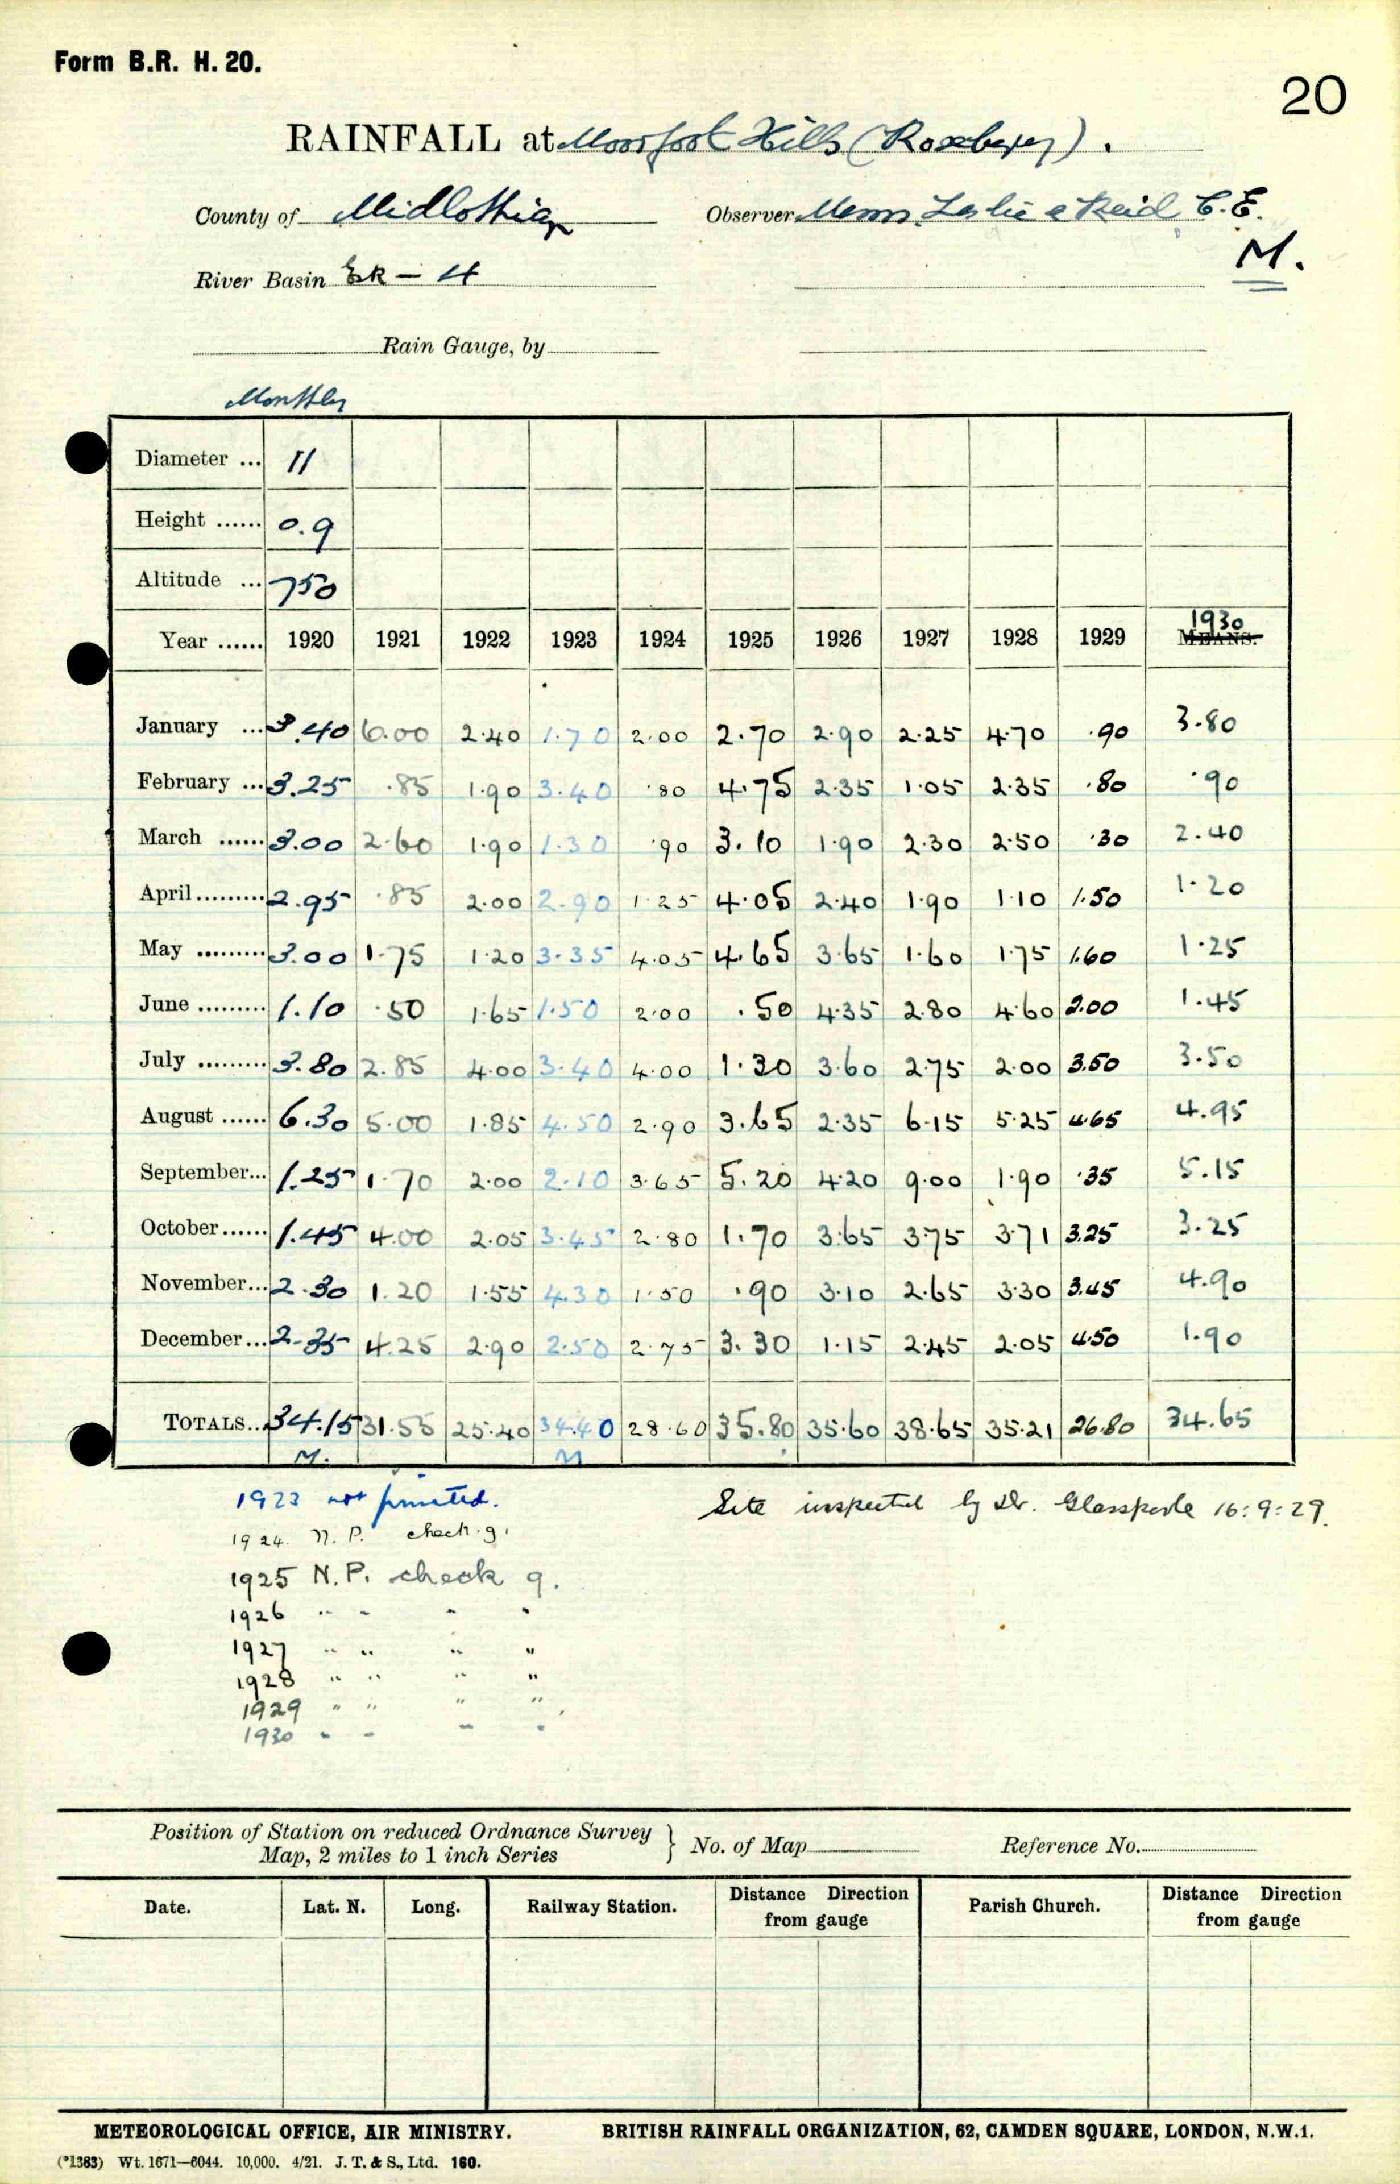 Form B.R. H. 20.
20
RAINFALL at Moorfoot Hills (Rosebery).
County of Midlothian Observer Messrs. Leslie & Reid C.E.
M.
River Basin Esk — 4
Rain Gauge, by
Monthly
Diameter ... 11
Height ...... 0.9
Altitude ... 750
Year ...... 1920 1921 1922 1923 1924 1925 1926 1927 1928 1929 1930 MEANS.
January ... 3.40 6.00 2.40 1.70 2.00 2.70 2.90 2.25 4.70 .90 3.80
February ... 3.25 .85 1.90 3.40 .80 4.75 2.35 1.05 2.35 .80 .90
March ...... 3.00 2.60 1.90 1.30 .90 3.10 1.90 2.30 2.50 .30 2.40
April ......... 2.95 .85 2.00 2.90 1.25 4.05 2.40 1.90 1.10 1.50 1.20
May ......... 3.00 1.75 1.20 3.35 4.05 4.65 3.65 1.60 1.75 1.60 1.25
June ......... 1.10 .50 1.65 1.50 2.00 .50 4.35 2.80 4.60 2.00 1.45
July ......... 3.80 2.85 4.00 3.40 4.00 1.30 3.60 2.75 2.00 3.50 3.50
August ...... 6.30 5.00 1.85 4.50 2.90 3.65 2.35 6.15 5.25 4.65 4.95
September... 1.25 1.70 2.00 2.10 3.65 5.20 4.20 9.00 1.90 .35 5.15
October...... 1.45 4.00 2.05 3.45 2.80 1.70 3.65 3.75 3.71 3.25 3.25
November... 2.30 1.20 1.55 4.30 1.50 .90 3.10 2.65 3.30 3.45 4.90
December... 2.35 4.25 2.90 2.50 2.75 3.30 1.15 2.45 2.05 4.50 1.90
TOTALS... 34.15 31.55 25.40 34.40 28.60 35.80 35.60 38.65 35.21 26.80 34.65
M. M
1923 not printed.
Site inspected by Dr. Glasspoole 16:9:29.
1924. N.P. check g.
1925 N.P. check g.
1926 " " " "
1927 " " " "
1928 " " " "
1929 " " " "
1930 " " " "
Position of Station on reduced Ordnance Survey
Map, 2 miles to 1 inch Series } No. of Map Reference No.
Date. Lat. N. Long. Railway Station. Distance Direction from gauge Parish Church. Distance Direction from gauge
METEOROLOGICAL OFFICE, AIR MINISTRY. BRITISH RAINFALL ORGANIZATION, 62, CAMDEN SQUARE, LONDON, N.W.1.
(*1383) Wt. 1671—6044. 10,000. 4/21. J. T. & S., Ltd. 160.